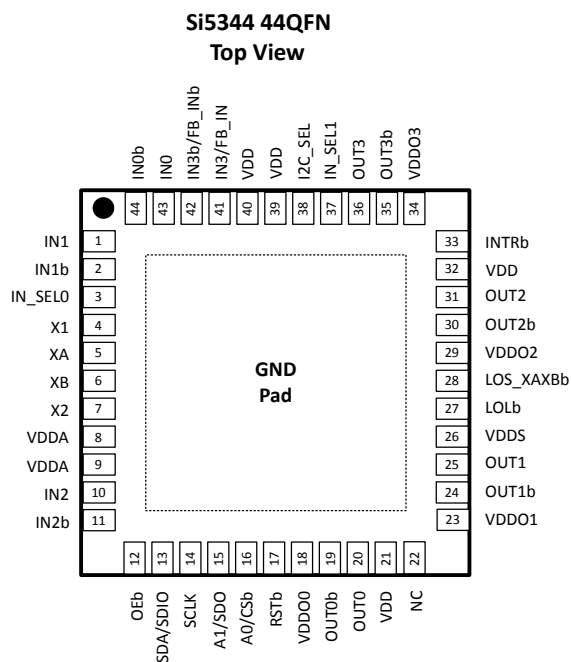 Si5344 44QFN
Top View
IN0b
IN0
IN3b/FB_INb
IN3/FB_IN
VDD
VDD
I2C_SEL
IN_SEL1
OUT3
OUT3b
VDDO3
44
43
42
41
40
39
38
37
36
35
34
IN1 1
IN1b 2
IN_SEL0 3
X1 4
XA 5
XB 6
X2 7
VDDA 8
VDDA 9
IN2 10
IN2b 11
GND
Pad
33 INTRb
32 VDD
31 OUT2
30 OUT2b
29 VDDO2
28 LOS_XAXBb
27 LOLb
26 VDDS
25 OUT1
24 OUT1b
23 VDDO1
12
13
14
15
16
17
18
19
20
21
22
OEb
SDA/SDIO
SCLK
A1/SDO
A0/CSb
RSTb
VDDO0
OUT0b
OUT0
VDD
NC